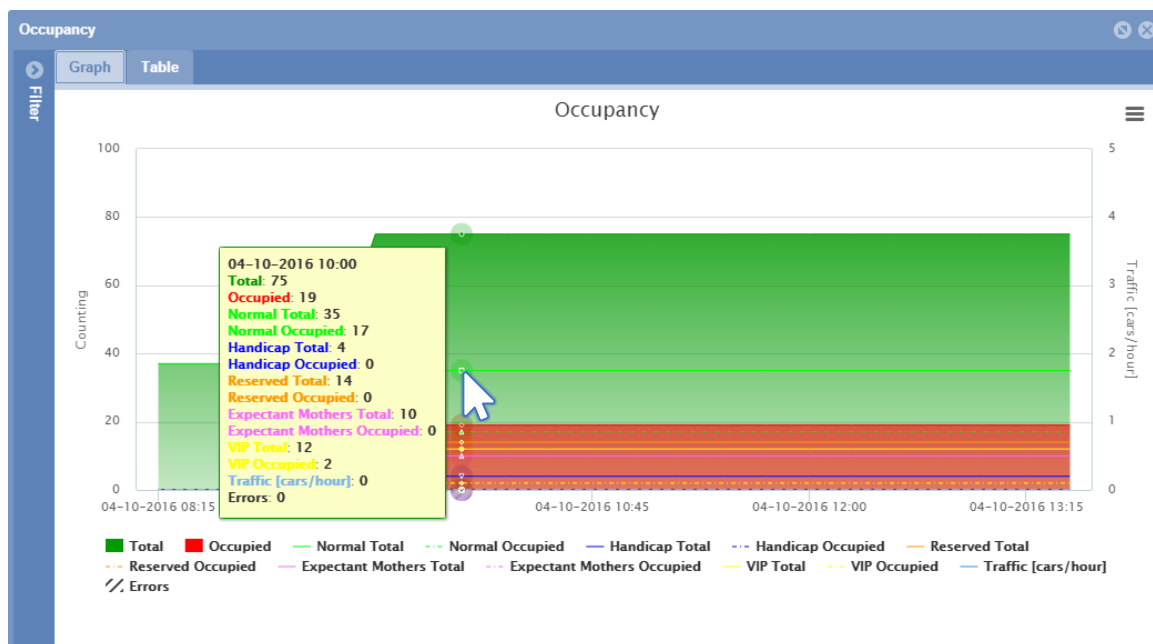 Occupancy
Graph Table
Filter
Occupancy
100 5
80 4
60 3
40 2
20 1
0 0
Counting
Traffic [cars/hour]
04-10-2016 10:00
Total: 75
Occupied: 19
Normal Total: 35
Normal Occupied: 17
Handicap Total: 4
Handicap Occupied: 0
Reserved Total: 14
Reserved Occupied: 0
Expectant Mothers Total: 10
Expectant Mothers Occupied: 0
VIP Total: 12
VIP Occupied: 2
Traffic [cars/hour]: 0
Errors: 0
04-10-2016 08:15 04-10-2016 10:45 04-10-2016 12:00 04-10-2016 13:15
Total Occupied Normal Total Normal Occupied Handicap Total Handicap Occupied Reserved Total
Reserved Occupied Expectant Mothers Total Expectant Mothers Occupied VIP Total VIP Occupied Traffic [cars/hour]
Errors